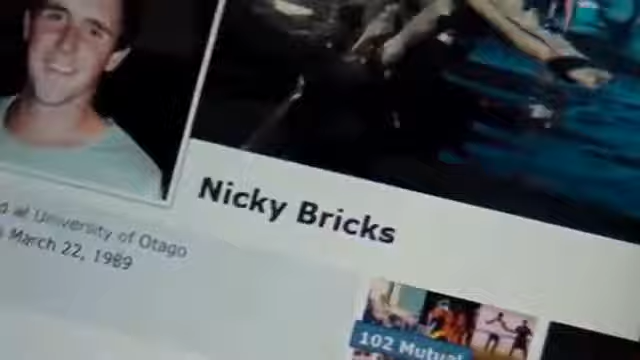 Nicky Bricks
d at University of Otago
March 22, 1989
102 Mutual